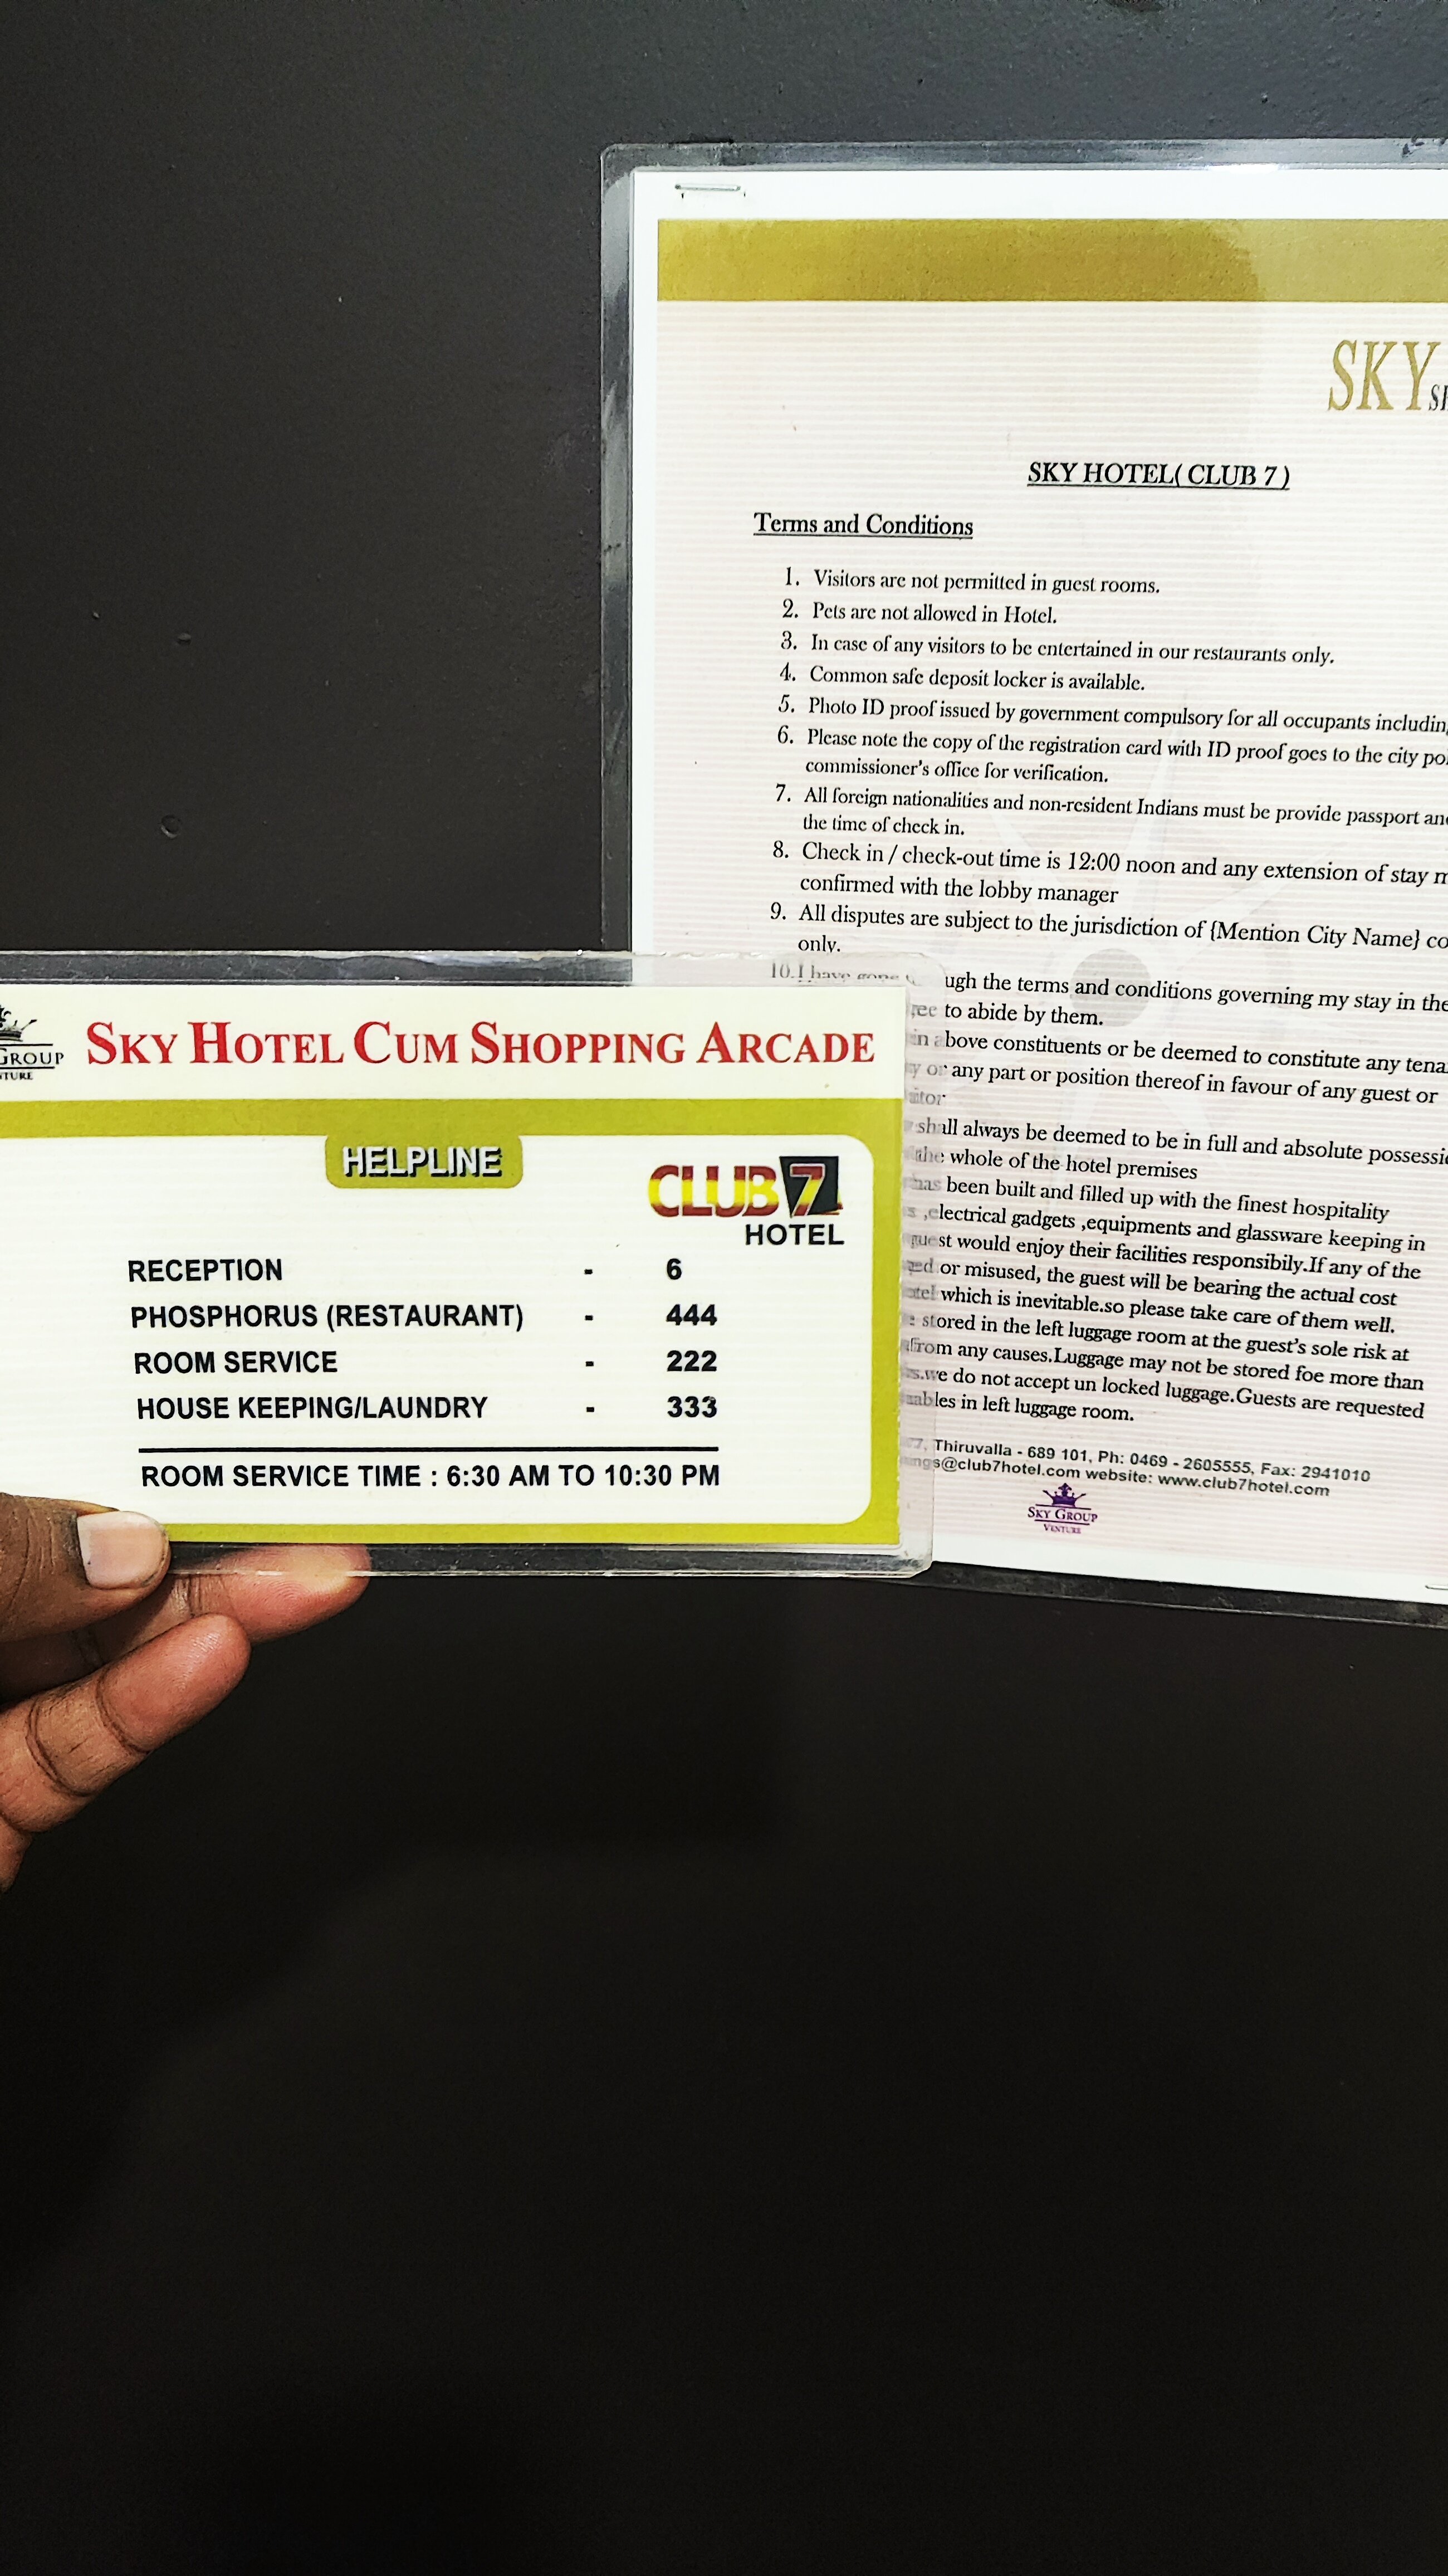 SKY
SKY HOTEL( CLUB 7 )
Terms and Conditions
1. Visitors are not permitted in guest rooms.
2. Pets are not allowed in Hotel.
3. In case of any visitors to be entertained in our restaurants only.
4. Common safe deposit locker is available.
5. Photo ID proof issued by government compulsory for all occupants
6. Please note the copy of the registration card with ID proof goes to the city
commissioner's office for verification.
7. All foreign nationalities and non-resident Indians must be provide passport
the time of check in.
8. Check in / check-out time is 12:00 noon and any extension of stay
confirmed with the lobby manager
9. All disputes are subject to the jurisdiction of {Mention City Name}
only.
10. I have gone through the terms and conditions governing my stay in the
to abide by them.
above constituents or be deemed to constitute any
or any part or position thereof in favour of any guest or
shall always be deemed to be in full and absolute
the whole of the hotel premises
has been built and filled up with the finest hospitality
,electrical gadgets ,equipments and glassware keeping in
guest would enjoy their facilities responsibily.If any of the
or misused, the guest will be bearing the actual cost
which is inevitable.so please take care of them well.
stored in the left luggage room at the guest's sole risk at
from any causes.Luggage may not be stored foe more than
.we do not accept un locked luggage.Guests are requested
in left luggage room.
Thiruvalla - 689 101, Ph: 0469 - 2605555, Fax: 2941010
@club7hotel.com website: www.club7hotel.com
SKY GROUP
VENTURE
GROUP
SKY HOTEL CUM SHOPPING ARCADE
HELPLINE
CLUB 7
HOTEL
RECEPTION - 6
PHOSPHORUS (RESTAURANT) - 444
ROOM SERVICE - 222
HOUSE KEEPING/LAUNDRY - 333
ROOM SERVICE TIME : 6:30 AM TO 10:30 PM